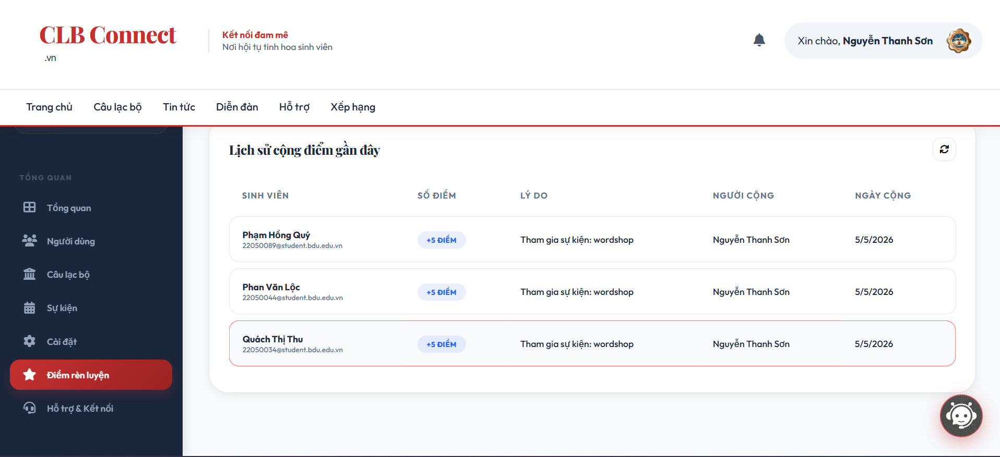 CLB Connect
.vn
Kết nối đam mê
Nơi hội tụ tinh hoa sinh viên
Xin chào, Nguyễn Thanh Sơn
Trang chủ Câu lạc bộ Tin tức Diễn đàn Hỗ trợ Xếp hạng
TỔNG QUAN
Tổng quan
Người dùng
Câu lạc bộ
Sự kiện
Cài đặt
Điểm rèn luyện
Hỗ trợ & Kết nối
Lịch sử cộng điểm gần đây
SINH VIÊN SỐ ĐIỂM LÝ DO NGƯỜI CỘNG NGÀY CỘNG
Phạm Hồng Quý
22050089@student.bdu.edu.vn
+5 ĐIỂM Tham gia sự kiện: wordshop Nguyễn Thanh Sơn 5/5/2026
Phan Văn Lộc
22050044@student.bdu.edu.vn
+5 ĐIỂM Tham gia sự kiện: wordshop Nguyễn Thanh Sơn 5/5/2026
Quách Thị Thu
22050034@student.bdu.edu.vn
+5 ĐIỂM Tham gia sự kiện: wordshop Nguyễn Thanh Sơn 5/5/2026